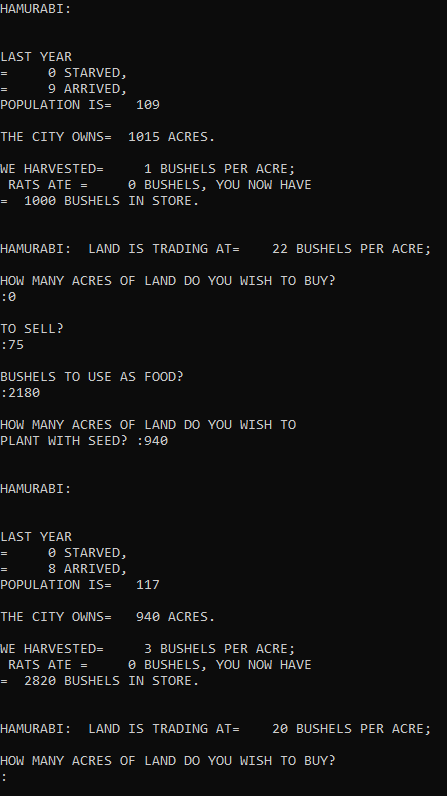 HAMURABI:
LAST YEAR
=     0 STARVED,
=     9 ARRIVED,
POPULATION IS=   109
THE CITY OWNS=  1015 ACRES.
WE HARVESTED=     1 BUSHELS PER ACRE;
 RATS ATE =     0 BUSHELS, YOU NOW HAVE
=  1000 BUSHELS IN STORE.
HAMURABI:  LAND IS TRADING AT=    22 BUSHELS PER ACRE;
HOW MANY ACRES OF LAND DO YOU WISH TO BUY?
:0
TO SELL?
:75
BUSHELS TO USE AS FOOD?
:2180
HOW MANY ACRES OF LAND DO YOU WISH TO
PLANT WITH SEED? :940
HAMURABI:
LAST YEAR
=     0 STARVED,
=     8 ARRIVED,
POPULATION IS=   117
THE CITY OWNS=   940 ACRES.
WE HARVESTED=     3 BUSHELS PER ACRE;
 RATS ATE =     0 BUSHELS, YOU NOW HAVE
=  2820 BUSHELS IN STORE.
HAMURABI:  LAND IS TRADING AT=    20 BUSHELS PER ACRE;
HOW MANY ACRES OF LAND DO YOU WISH TO BUY?
: